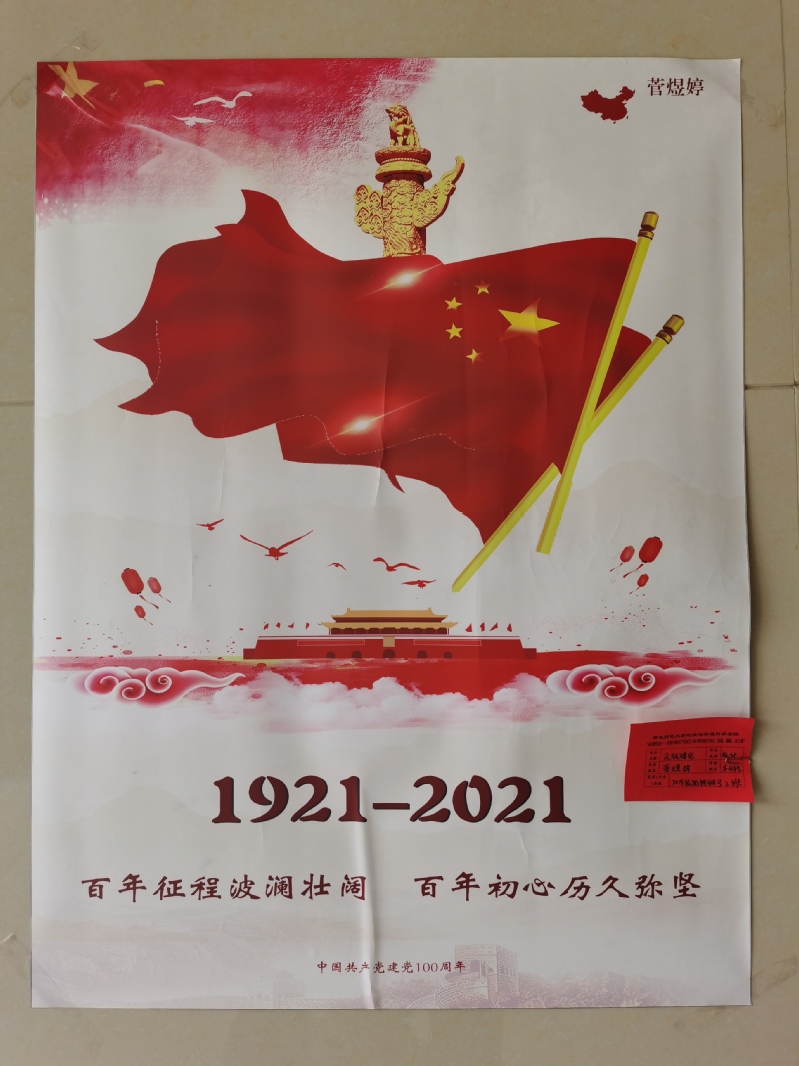 菅煜婷
1921-2021
百年征程波澜壮阔 百年初心历久弥坚
中国共产党建党100周年